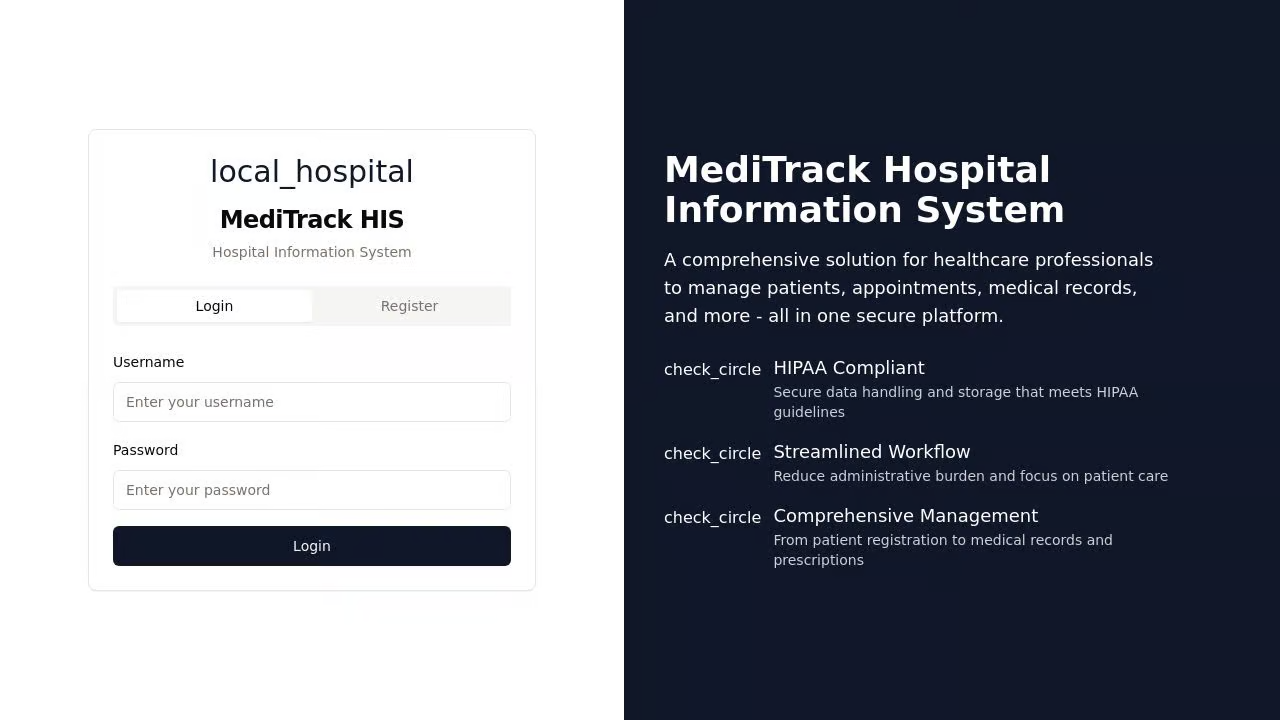 local_hospital
MediTrack HIS
Hospital Information System
Login
Register
Username
Enter your username
Password
Enter your password
Login
MediTrack Hospital
Information System
A comprehensive solution for healthcare professionals
to manage patients, appointments, medical records,
and more - all in one secure platform.
check_circle
HIPAA Compliant
Secure data handling and storage that meets HIPAA
guidelines
check_circle
Streamlined Workflow
Reduce administrative burden and focus on patient care
check_circle
Comprehensive Management
From patient registration to medical records and
prescriptions